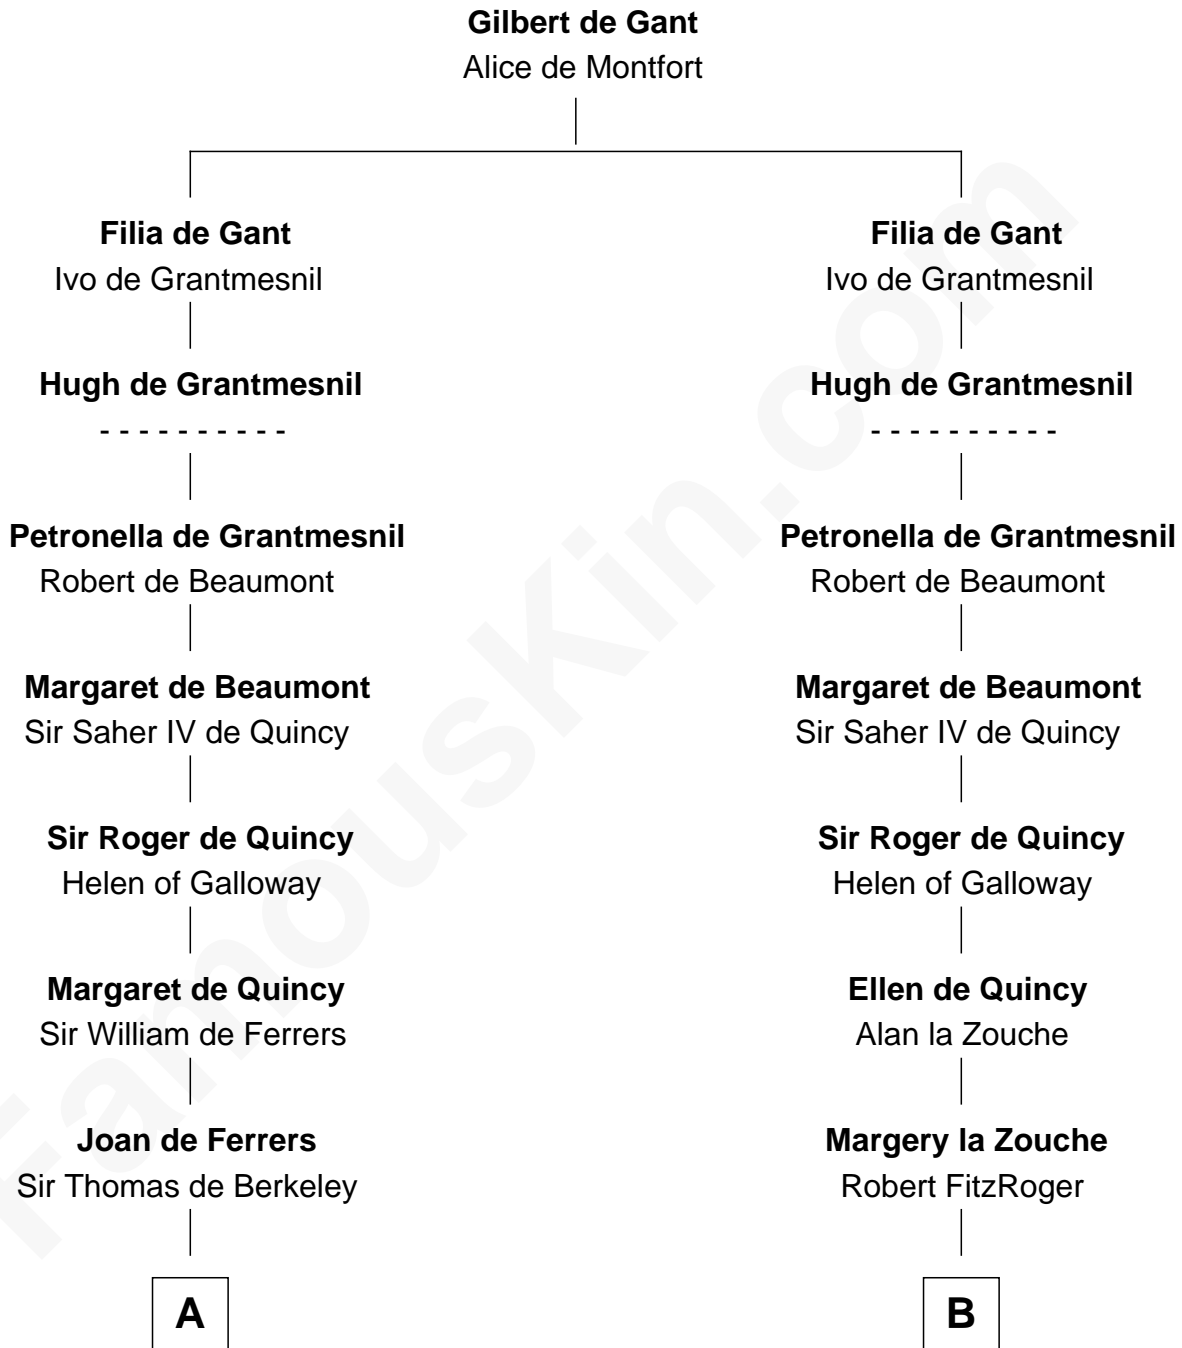 Gilbert de Gant
Alice de Montfort
Filia de Gant
Ivo de Grantmesnil
Hugh de Grantmesnil
- - - - - - - - - -
Petronella de Grantmesnil
Robert de Beaumont
Margaret de Beaumont
Sir Saher IV de Quincy
Sir Roger de Quincy
Helen of Galloway
Margaret de Quincy
Sir William de Ferrers
Joan de Ferrers
Sir Thomas de Berkeley
A
Filia de Gant
Ivo de Grantmesnil
Hugh de Grantmesnil
- - - - - - - - - -
Petronella de Grantmesnil
Robert de Beaumont
Margaret de Beaumont
Sir Saher IV de Quincy
Sir Roger de Quincy
Helen of Galloway
Ellen de Quincy
Alan la Zouche
Margery la Zouche
Robert FitzRoger
B
FamousKin.com